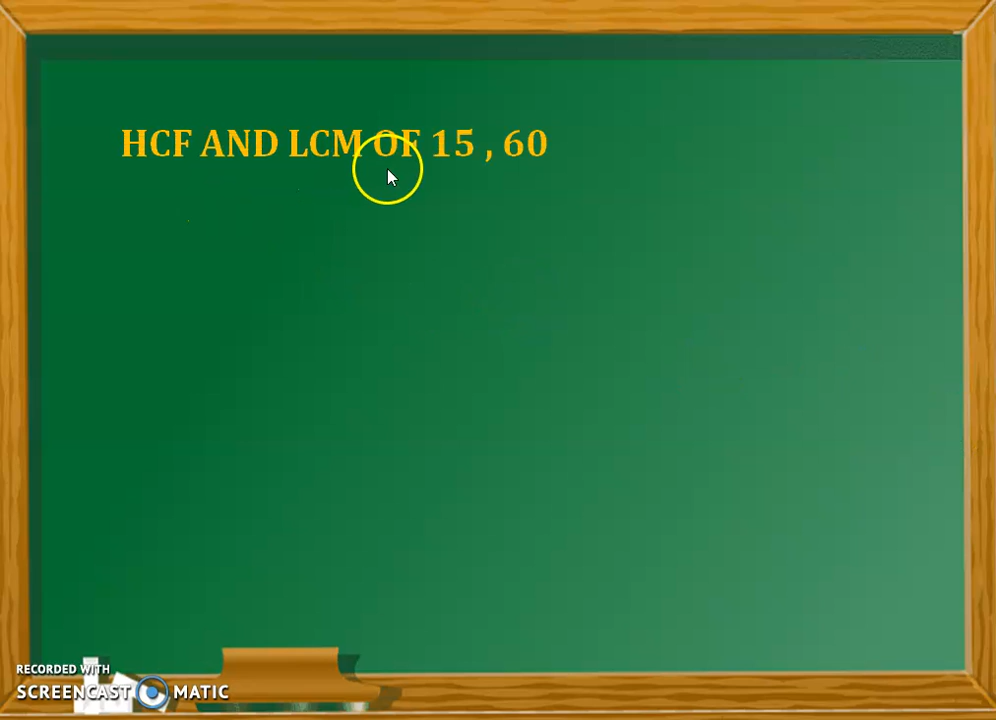 HCF AND LCM OF 15 , 60
RECORDED WITH
SCREENCAST MATIC